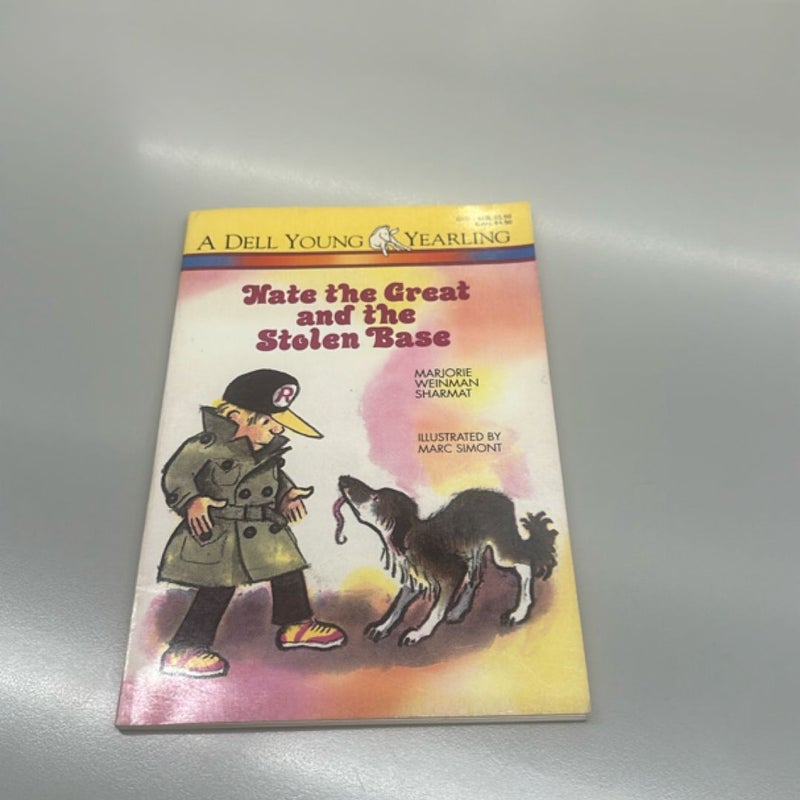 A DELL YOUNG YEARLING
Nate the Great
and the
Stolen Base
MARJORIE
WEINMAN
SHARMAT
ILLUSTRATED BY
MARC SIMONT
R